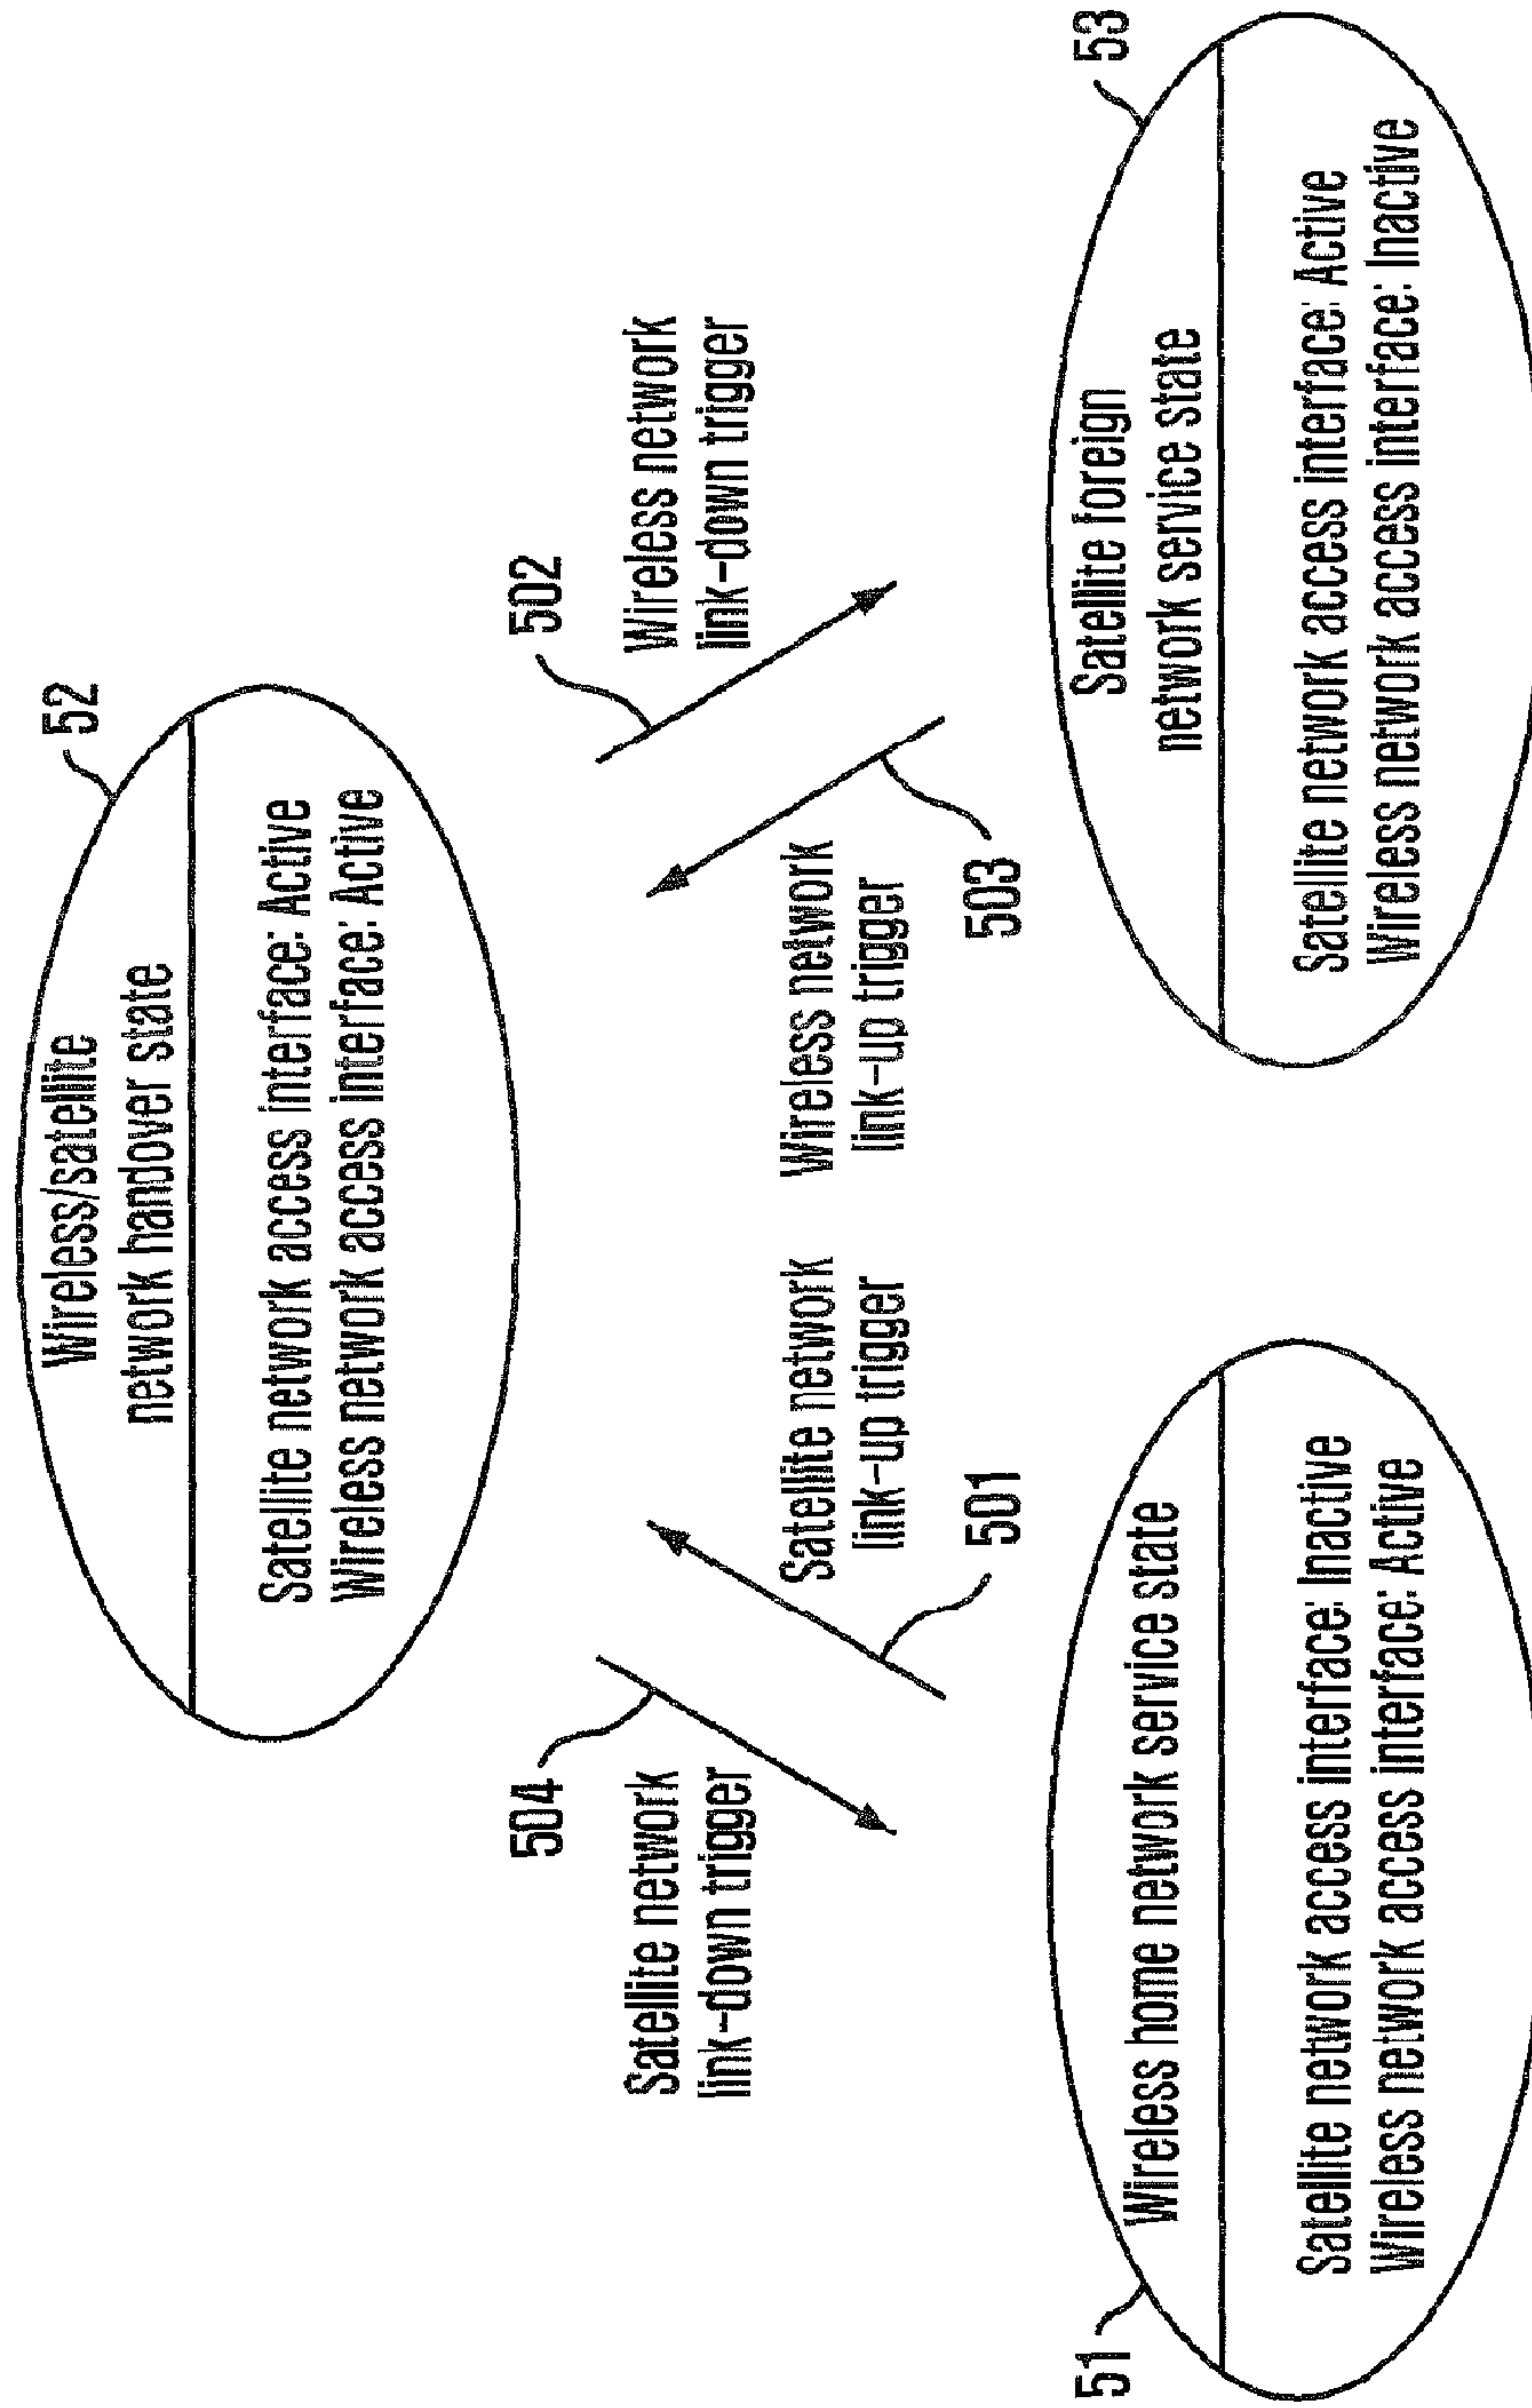 52
Wireless/satellite
network handover state
Satellite network access interface: Active
Wireless network access interface: Active
504
Satellite network
link-down trigger
502
Wireless network
link-down trigger
Satellite network
link-up trigger
501
Wireless network
link-up trigger
503
51
Wireless home network service state
Satellite network access interface: Inactive
Wireless network access interface: Active
53
Satellite foreign
network service state
Satellite network access interface: Active
Wireless network access interface: Inactive